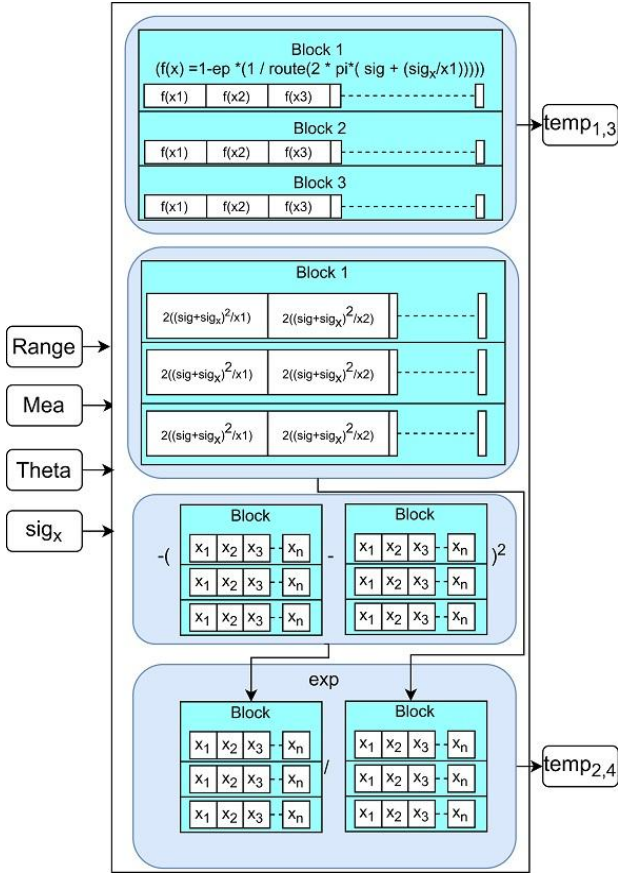 Block 1
(f(x) =1-ep *(1 / route(2 * pi*( sig + (sigx/x1)))))
f(x1) f(x2) f(x3)
Block 2
f(x1) f(x2) f(x3)
Block 3
f(x1) f(x2) f(x3)
temp1,3
Block 1
2((sig+sigx)2/x1) 2((sig+sigx)2/x2)
2((sig+sigx)2/x1) 2((sig+sigx)2/x2)
2((sig+sigx)2/x1) 2((sig+sigx)2/x2)
Range
Mea
Theta
sigx
Block Block
-( x1 x2 x3 xn - x1 x2 x3 xn )2
x1 x2 x3 xn x1 x2 x3 xn
x1 x2 x3 xn x1 x2 x3 xn
exp
Block Block
x1 x2 x3 xn x1 x2 x3 xn
x1 x2 x3 xn / x1 x2 x3 xn
x1 x2 x3 xn x1 x2 x3 xn
temp2,4